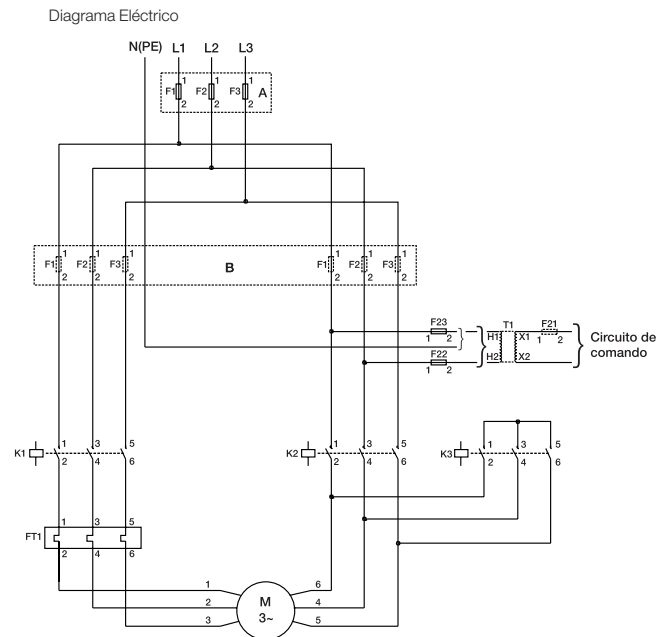 Diagrama Eléctrico
N(PE) L1 L2 L3
1 1 1
F1 F2 F3 A
2 2 2
1 1 1 1 1 1
F1 F2 F3 B F1 F2 F3
2 2 2 2 2 2
F23 T1 F21
1 2 H1 X1 1 2 Circuito de
F22 H2 X2 comando
1 2
1 3 5 1 3 5 1 3 5
K1 K2 K3
2 4 6 2 4 6 2 4 6
1 3 5
FT1
2 4 6
1 6
2 M 4
3 3~ 5